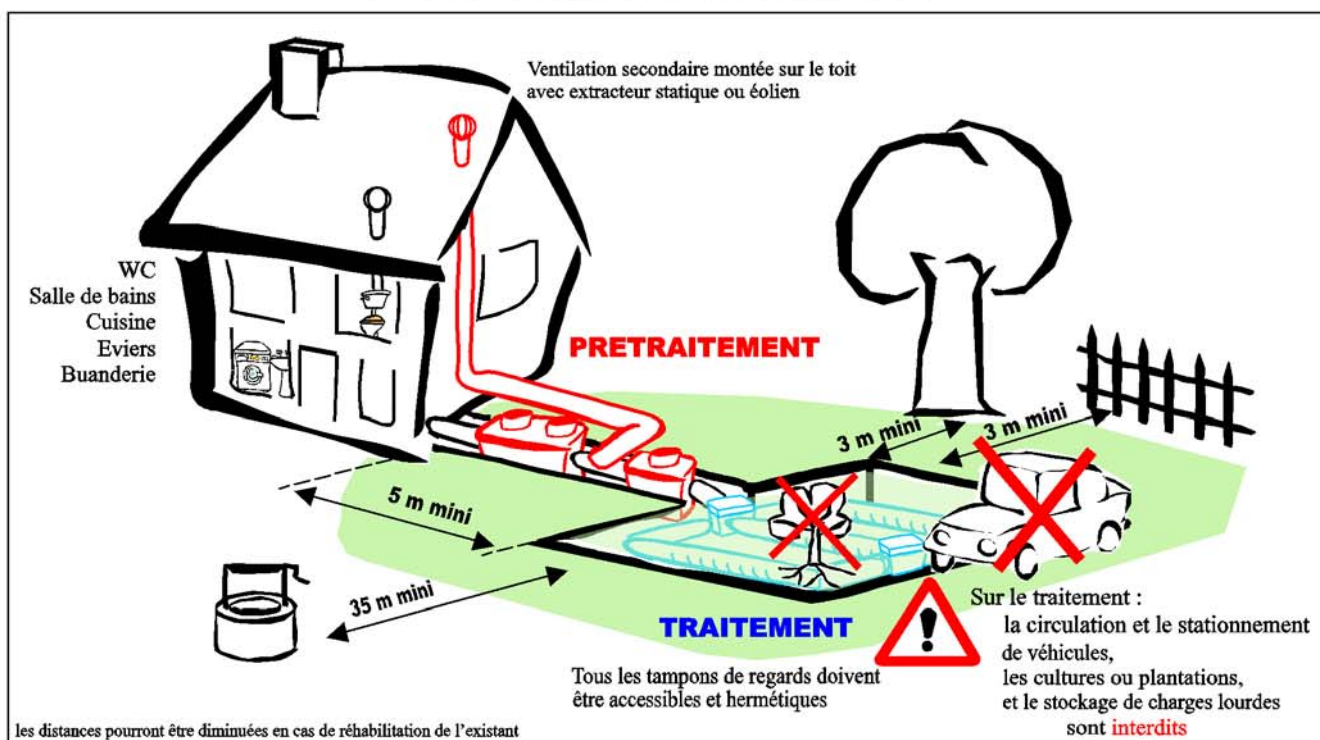 Ventilation secondaire montée sur le toit
avec extracteur statique ou éolien
WC
Salle de bains
Cuisine
Eviers
Buanderie
PRETRAITEMENT
3 m mini
3 m mini
5 m mini
35 m mini
TRAITEMENT
Tous les tampons de regards doivent
être accessibles et hermétiques
Sur le traitement :
la circulation et le stationnement
de véhicules,
les cultures ou plantations,
et le stockage de charges lourdes
sont interdits
les distances pourront être diminuées en cas de réhabilitation de l'existant